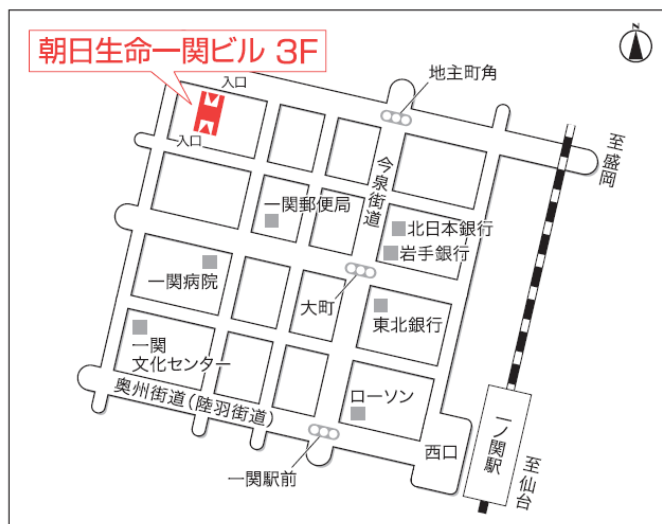 N
朝日生命一関ビル 3F
入口
入口
地主町角
至盛岡
今泉街道
一関郵便局
北日本銀行
岩手銀行
一関病院
大町
東北銀行
一関
文化センター
奥州街道(陸羽街道)
ローソン
一ノ関駅
西口
至仙台
一関駅前